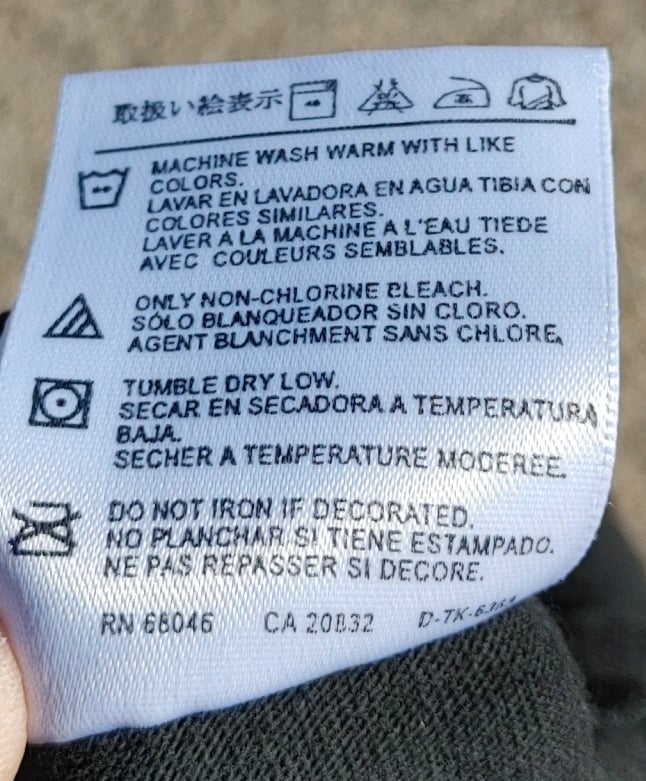 取扱い絵表示
MACHINE WASH WARM WITH LIKE
COLORS.
LAVAR EN LAVADORA EN AGUA TIBIA CON
COLORES SIMILARES.
LAVER A LA MACHINE A L'EAU TIEDE
AVEC COULEURS SEMBLABLES.
ONLY NON-CHLORINE BLEACH.
SÓLO BLANQUEADOR SIN CLORO.
AGENT BLANCHMENT SANS CHLORE.
TUMBLE DRY LOW.
SECAR EN SECADORA A TEMPERATURA
BAJA.
SECHER A TEMPERATURE MODEREE.
DO NOT IRON IF DECORATED.
NO PLANCHAR SI TIENE ESTAMPADO.
NE PAS REPASSER SI DECORE.
RN 68046 CA 20832